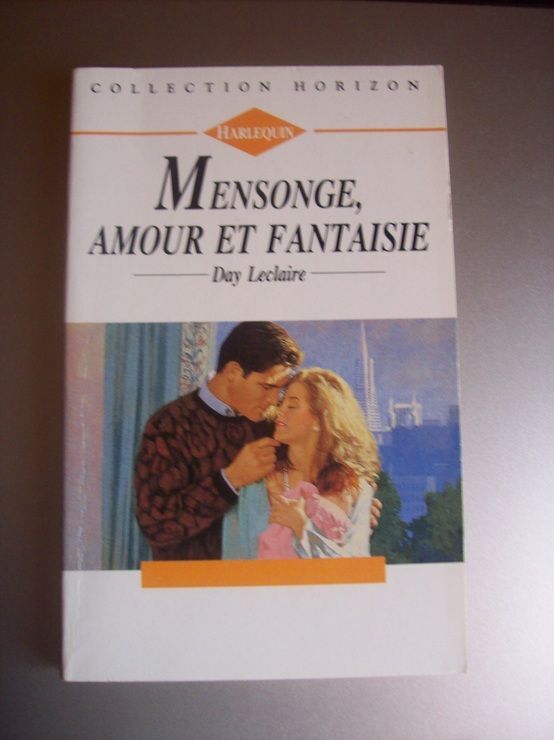 COLLECTION HORIZON
HARLEQUIN
MENSONGE,
AMOUR ET FANTAISIE
Day Leclaire